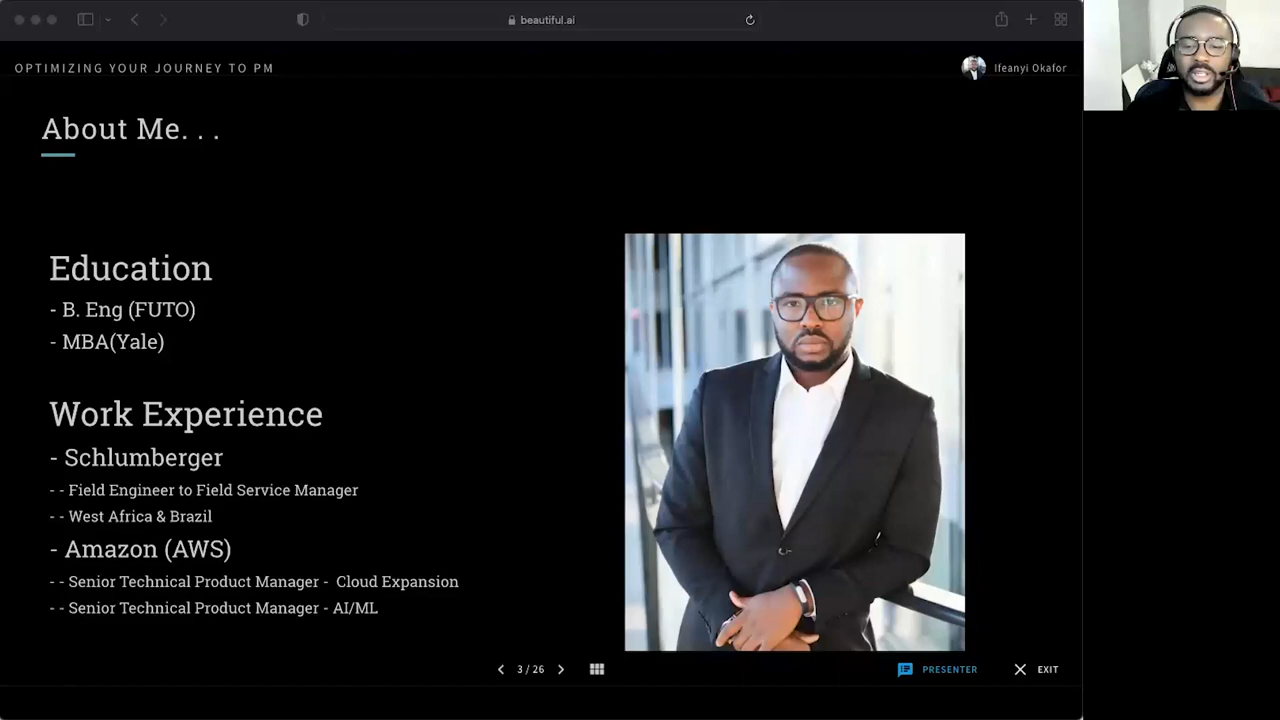 beautiful.ai
OPTIMIZING YOUR JOURNEY TO PM
Ifeanyi Okafor
About Me. . .
Education
- B. Eng (FUTO)
- MBA(Yale)
Work Experience
- Schlumberger
- - Field Engineer to Field Service Manager
- - West Africa & Brazil
- Amazon (AWS)
- - Senior Technical Product Manager - Cloud Expansion
- - Senior Technical Product Manager - AI/ML
3 / 26
PRESENTER
EXIT